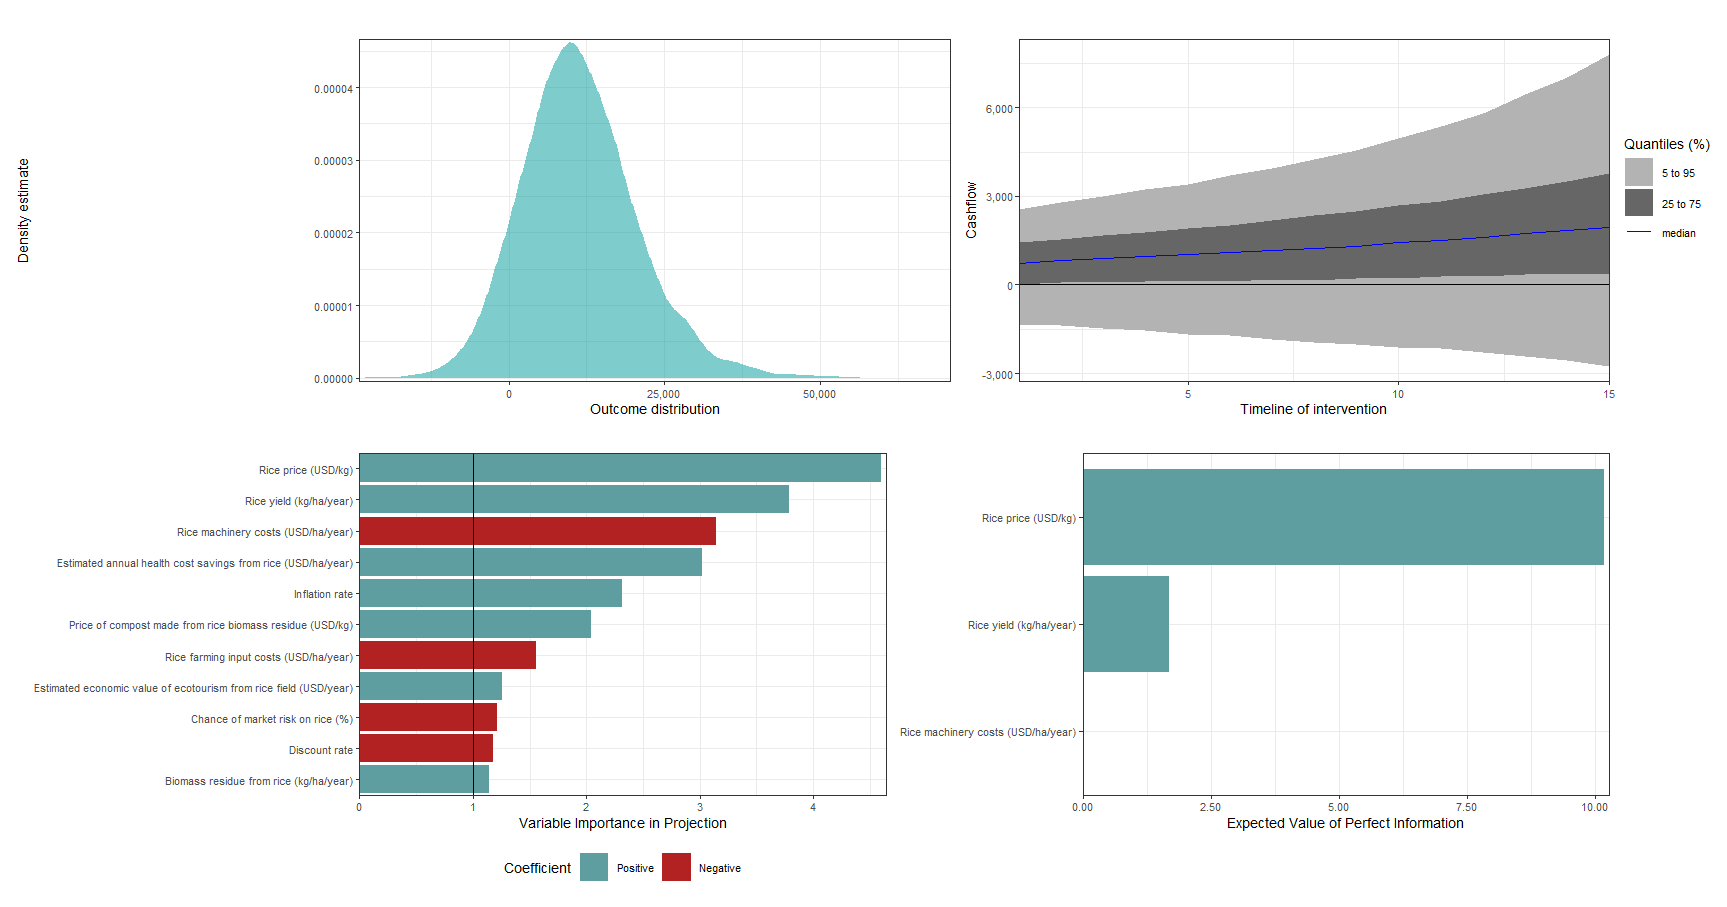 Density estimate
0.00004
0.00003
0.00002
0.00001
0.00000
0
25,000
50,000
Outcome distribution
Cashflow
6,000
3,000
0
-3,000
5
10
15
Timeline of intervention
Quantiles (%)
5 to 95
25 to 75
median
Rice price (USD/kg)
Rice yield (kg/ha/year)
Rice machinery costs (USD/ha/year)
Estimated annual health cost savings from rice (USD/ha/year)
Inflation rate
Price of compost made from rice biomass residue (USD/kg)
Rice farming input costs (USD/ha/year)
Estimated economic value of ecotourism from rice field (USD/year)
Chance of market risk on rice (%)
Discount rate
Biomass residue from rice (kg/ha/year)
0
1
2
3
4
Variable Importance in Projection
Coefficient
Positive
Negative
Rice price (USD/kg)
Rice yield (kg/ha/year)
Rice machinery costs (USD/ha/year)
0.00
2.50
5.00
7.50
10.00
Expected Value of Perfect Information